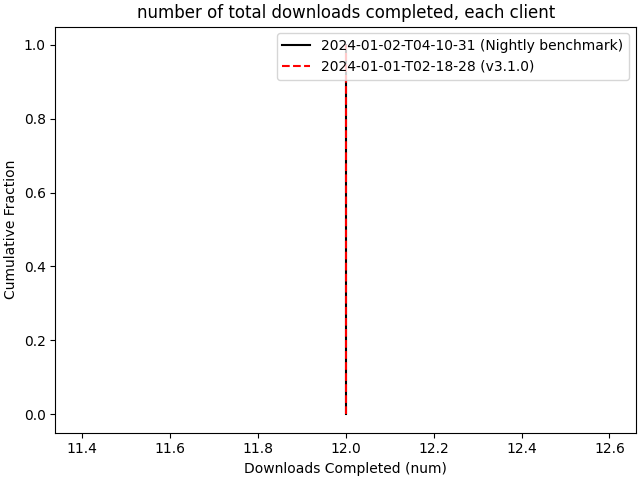 number of total downloads completed, each client
1.0
0.8
0.6
0.4
0.2
0.0
Cumulative Fraction
2024-01-02-T04-10-31 (Nightly benchmark)
2024-01-01-T02-18-28 (v3.1.0)
11.4 11.6 11.8 12.0 12.2 12.4 12.6
Downloads Completed (num)